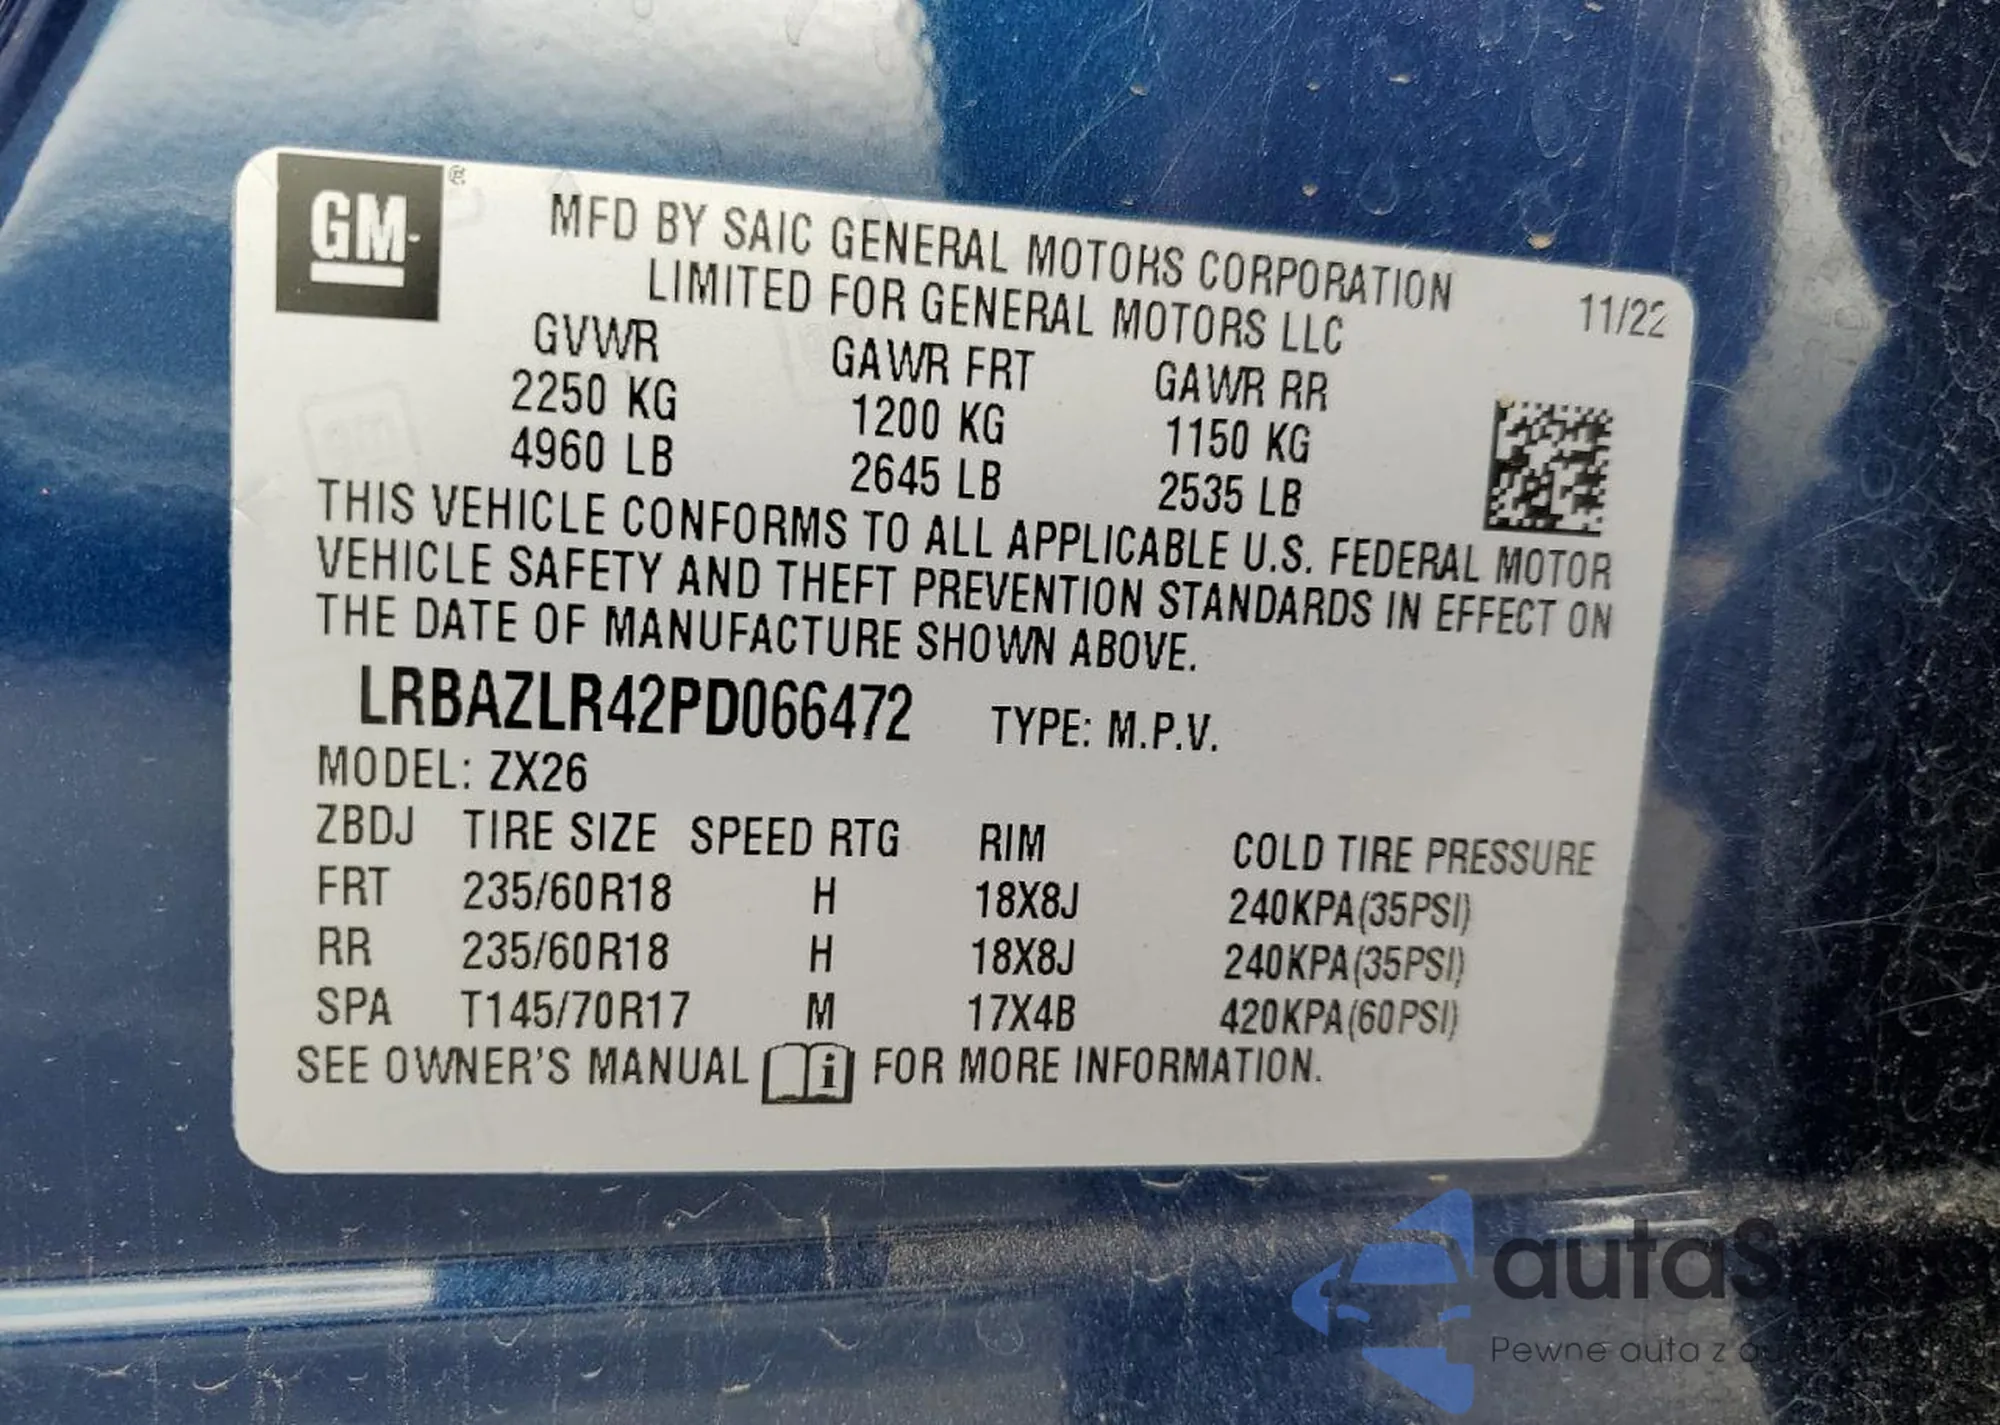 GM
MFD BY SAIC GENERAL MOTORS CORPORATION
LIMITED FOR GENERAL MOTORS LLC
11/22
GVWR GAWR FRT GAWR RR
2250 KG 1200 KG 1150 KG
4960 LB 2645 LB 2535 LB
THIS VEHICLE CONFORMS TO ALL APPLICABLE U.S. FEDERAL MOTOR
VEHICLE SAFETY AND THEFT PREVENTION STANDARDS IN EFFECT ON
THE DATE OF MANUFACTURE SHOWN ABOVE.
LRBAZLR42PD066472 TYPE: M.P.V.
MODEL: ZX26
ZBDJ TIRE SIZE SPEED RTG RIM COLD TIRE PRESSURE
FRT 235/60R18 H 18X8J 240KPA(35PSI)
RR 235/60R18 H 18X8J 240KPA(35PSI)
SPA T145/70R17 M 17X4B 420KPA(60PSI)
SEE OWNER'S MANUAL i FOR MORE INFORMATION.
Pewne auta z